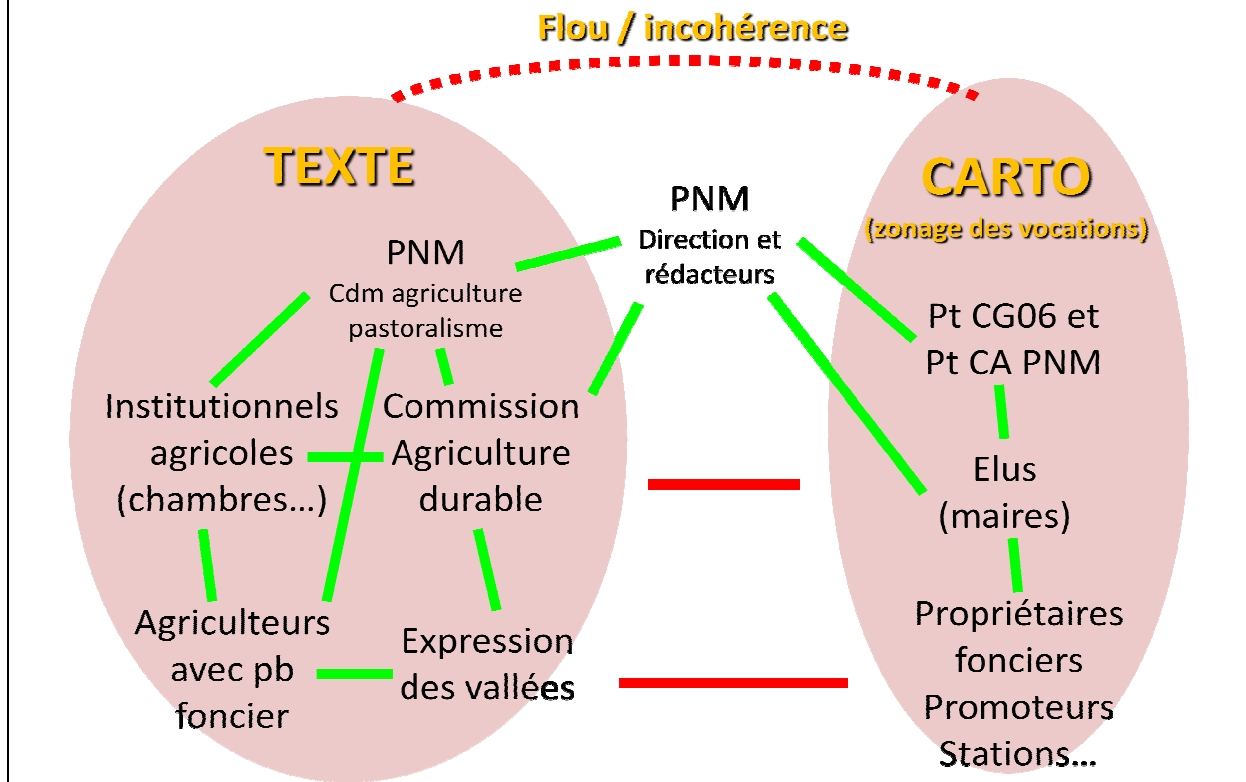 Flou / incohérence
TEXTE
PNM
Cdm agriculture
pastoralisme
Institutionnels
agricoles
(chambres…)
Commission
Agriculture
durable
Agriculteurs
avec pb
foncier
Expression
des vallées
PNM
Direction et
rédacteurs
CARTO
(zonage des vocations)
Pt CG06 et
Pt CA PNM
Elus
(maires)
Propriétaires
fonciers
Promoteurs
Stations…